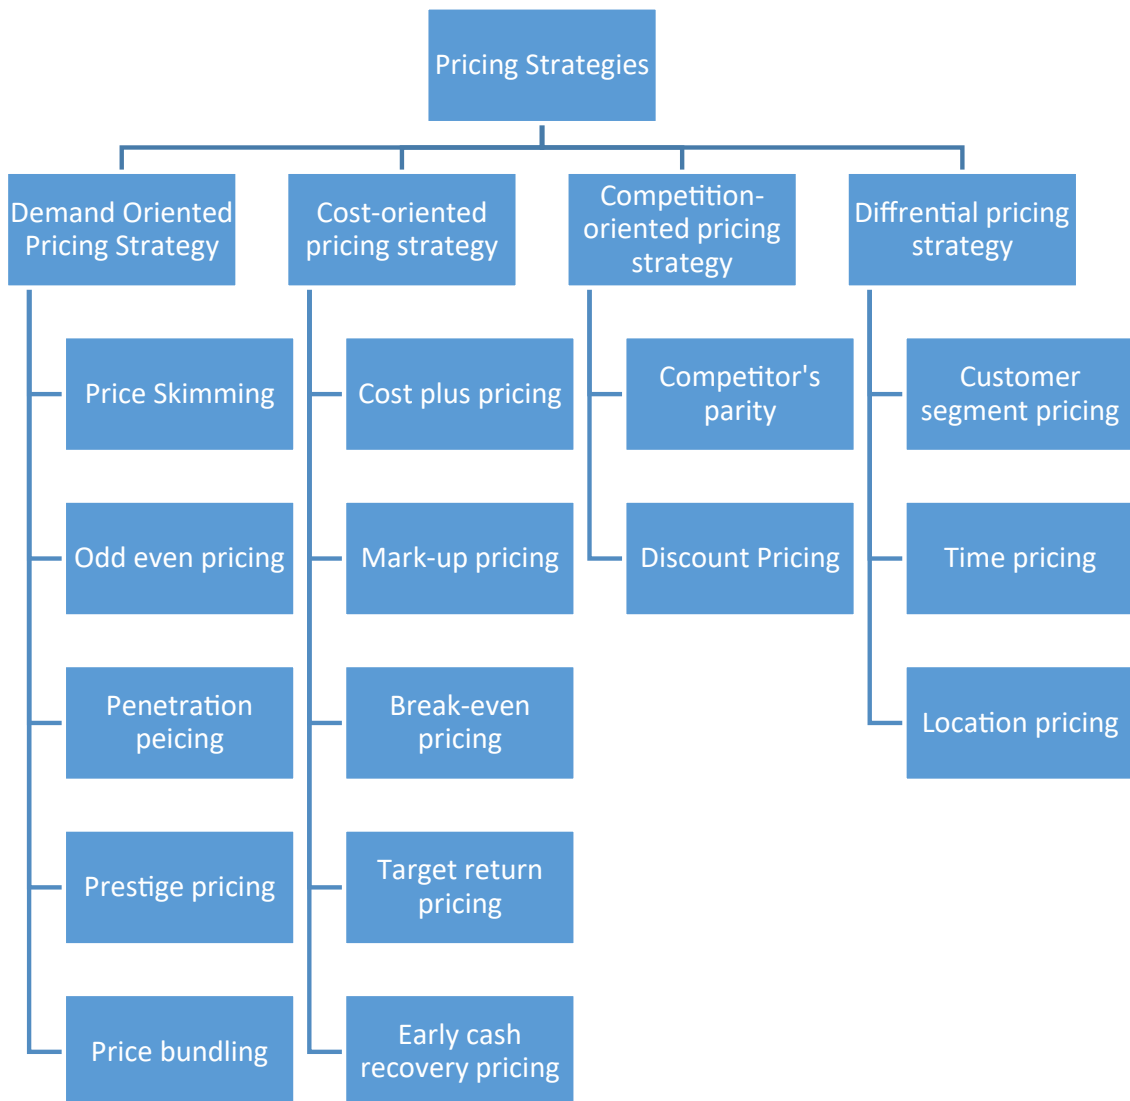 Pricing Strategies
Demand Oriented
Pricing Strategy
Cost-oriented
pricing strategy
Competition-
oriented pricing
strategy
Diffrential pricing
strategy
Price Skimming
Cost plus pricing
Competitor's
parity
Customer
segment pricing
Odd even pricing
Mark-up pricing
Discount Pricing
Time pricing
Penetration
peicing
Break-even
pricing
Location pricing
Prestige pricing
Target return
pricing
Price bundling
Early cash
recovery pricing